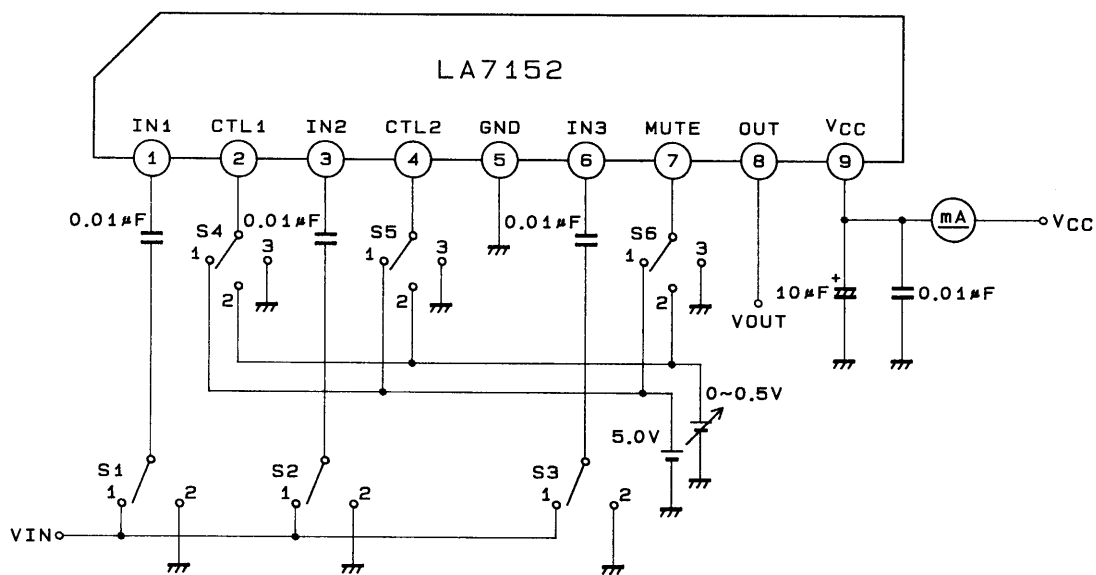 LA7152
IN1 CTL1 IN2 CTL2 GND IN3 MUTE OUT VCC
1 2 3 4 5 6 7 8 9
0.01μF 0.01μF 0.01μF
S4 S5 S6
1 3 1 3 1 3
mA VCC
2 2 2
10μF + 0.01μF
VOUT
0~0.5V
5.0V
S1 S2 S3
1 2 1 2 1 2
VIN